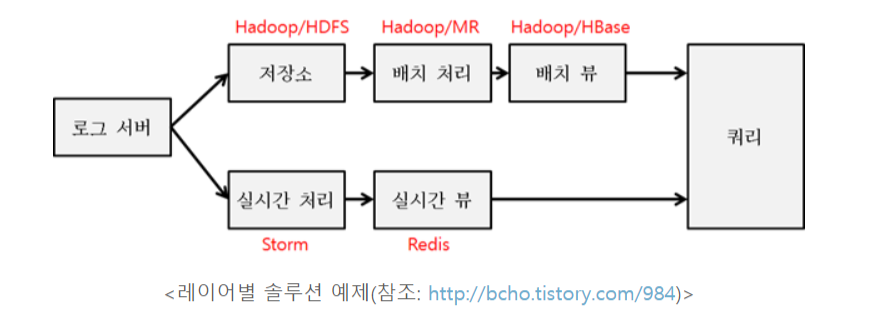 Hadoop/HDFS Hadoop/MR Hadoop/HBase
저장소 배치 처리 배치 뷰
로그 서버
쿼리
실시간 처리 실시간 뷰
Storm Redis
<레이어별 솔루션 예제(참조: http://bcho.tistory.com/984)>